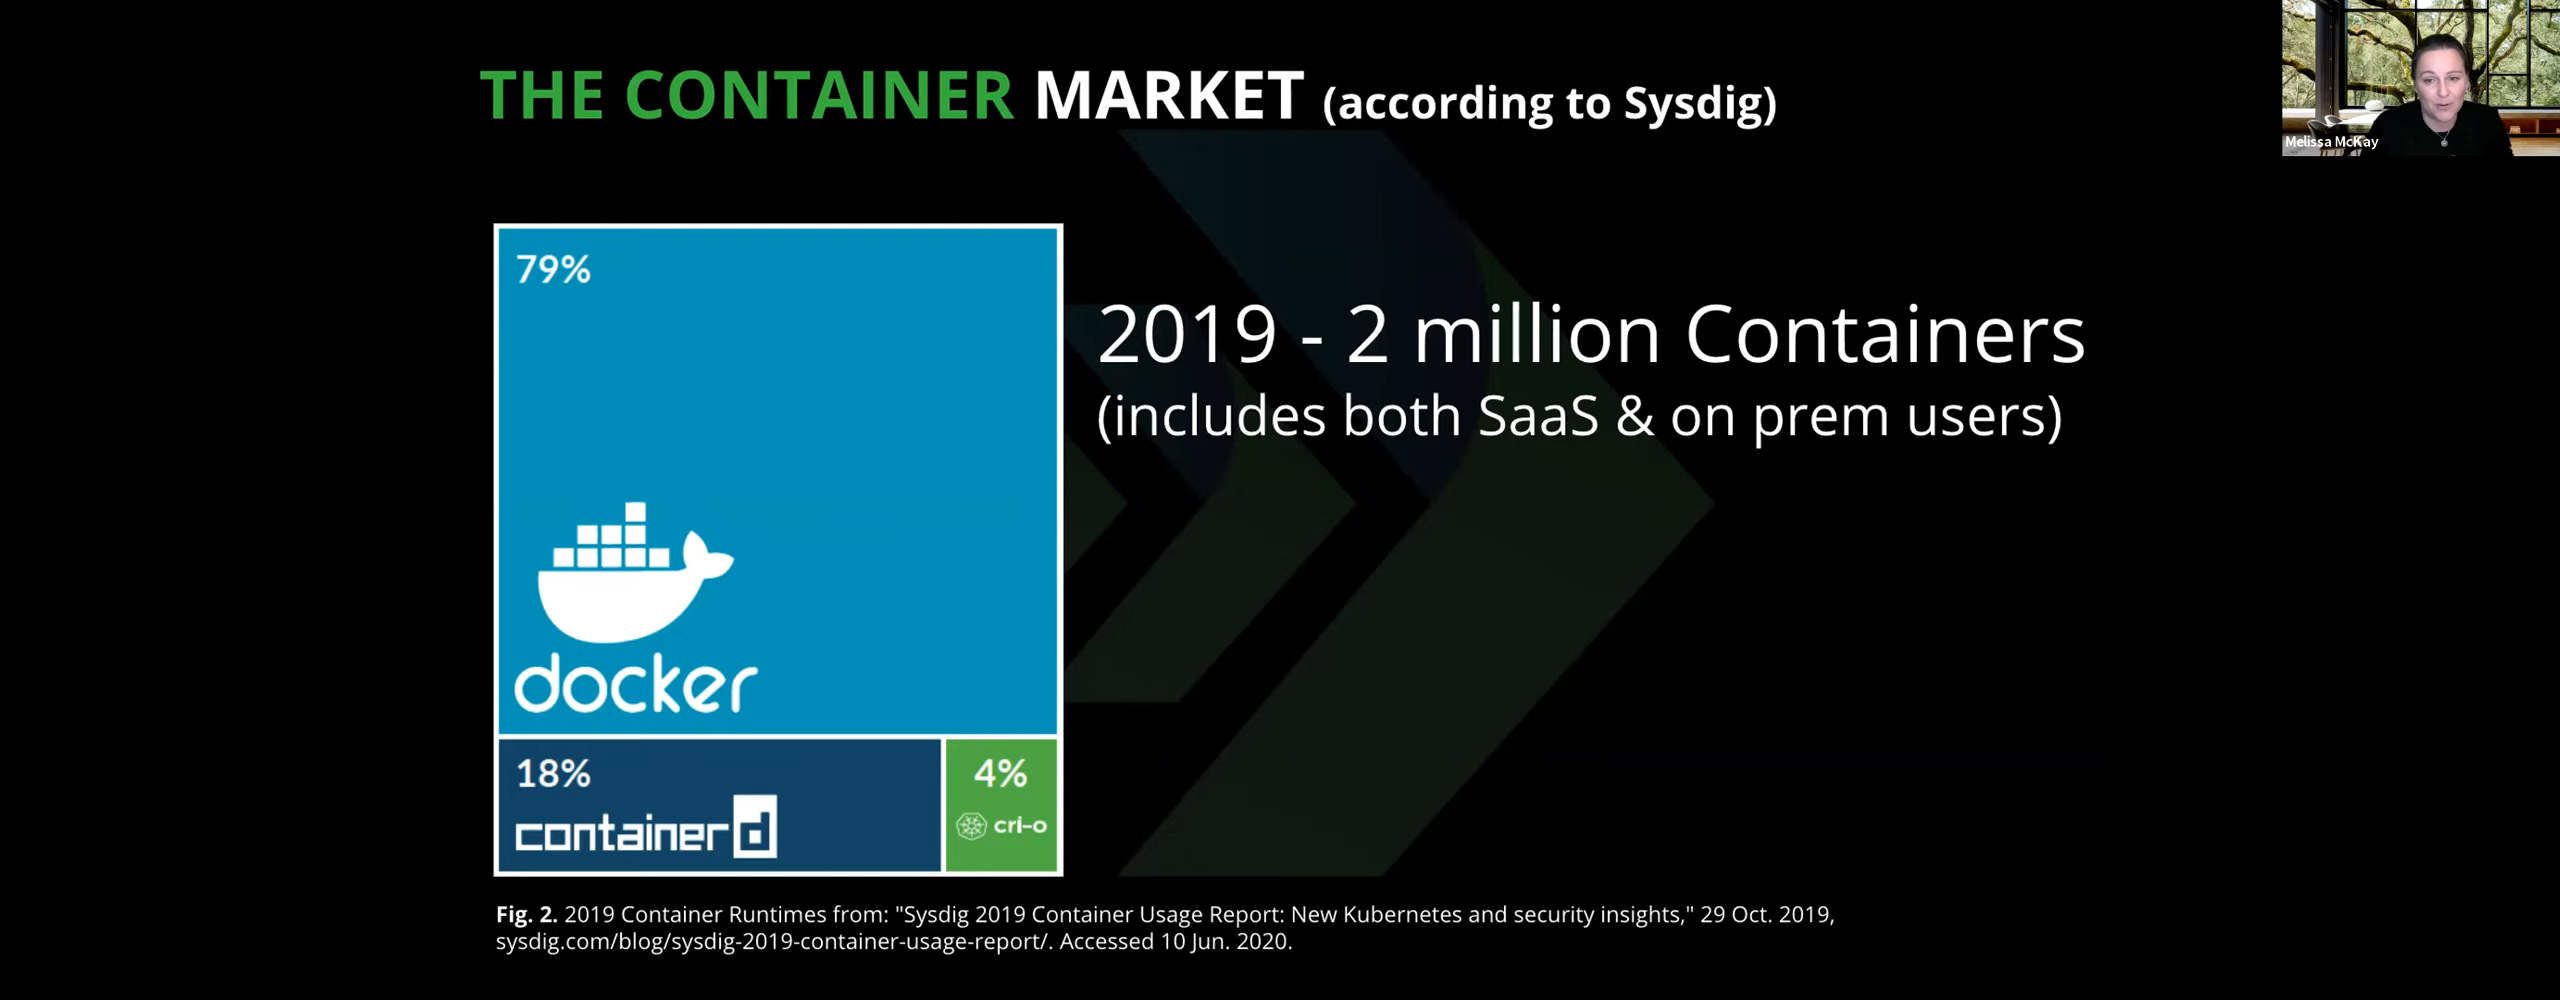 THE CONTAINER MARKET (according to Sysdig)
Melissa McKay
79%
2019 - 2 million Containers
(includes both SaaS & on prem users)
docker
18%
containerd
4%
cri-o
Fig. 2. 2019 Container Runtimes from: "Sysdig 2019 Container Usage Report: New Kubernetes and security insights," 29 Oct. 2019,
sysdig.com/blog/sysdig-2019-container-usage-report/. Accessed 10 Jun. 2020.